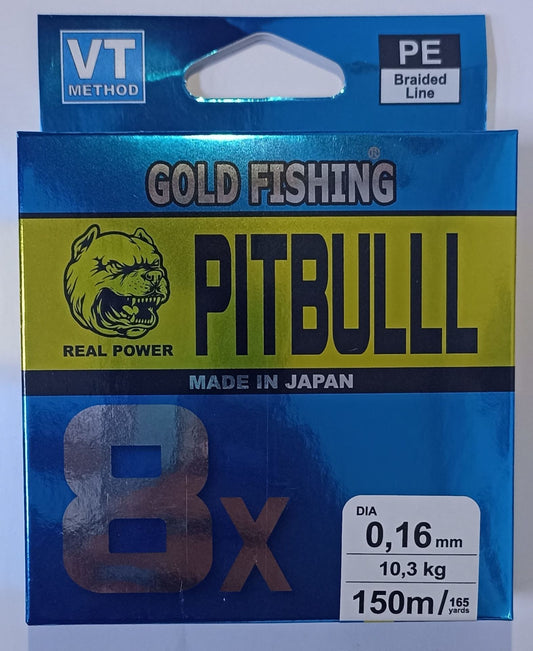 VT
METHOD
PE
Braided
Line
GOLD FISHING®
PITBULLL
REAL POWER
MADE IN JAPAN
8x
DIA
0,16 mm
10,3 kg
150m/165 yards